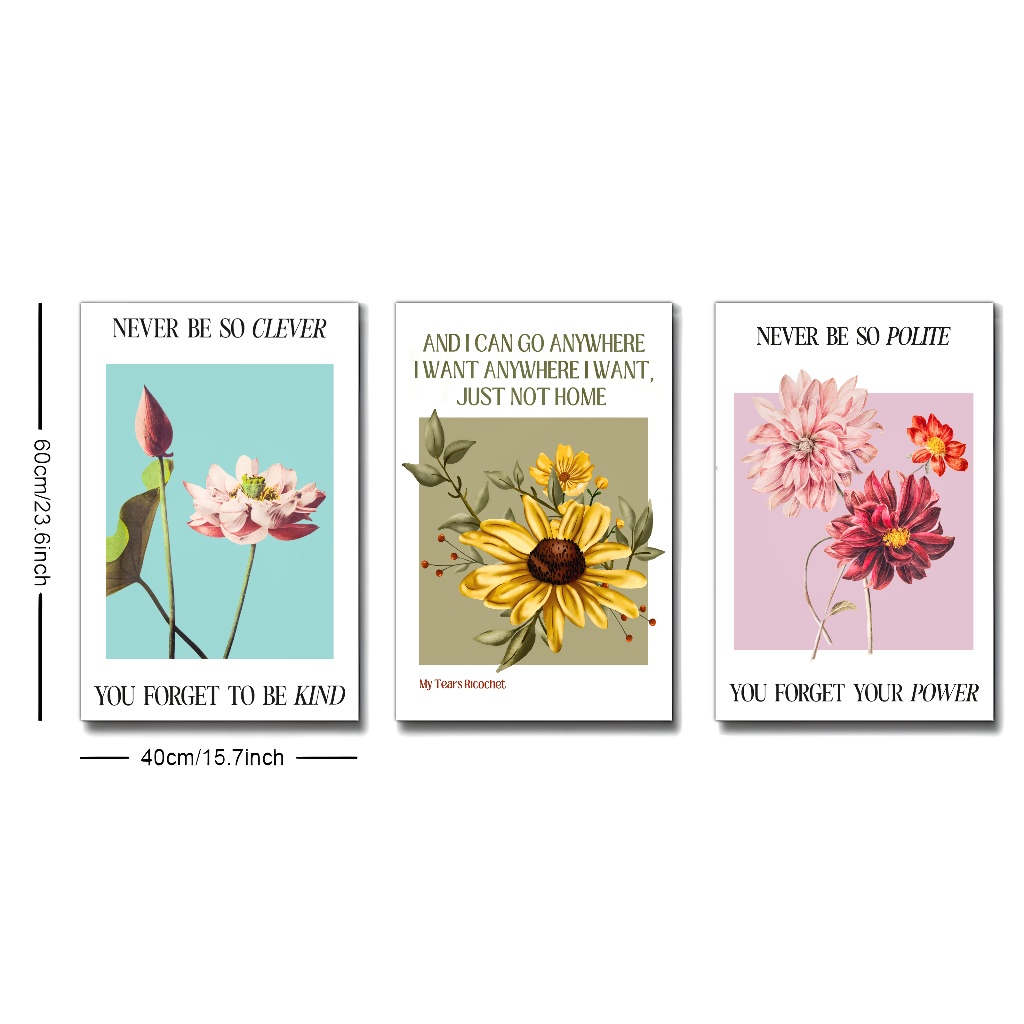 NEVER BE SO CLEVER
YOU FORGET TO BE KIND
AND I CAN GO ANYWHERE
I WANT ANYWHERE I WANT,
JUST NOT HOME
My Tears Ricochet
NEVER BE SO POLITE
YOU FORGET YOUR POWER
60cm/23.6inch
40cm/15.7inch